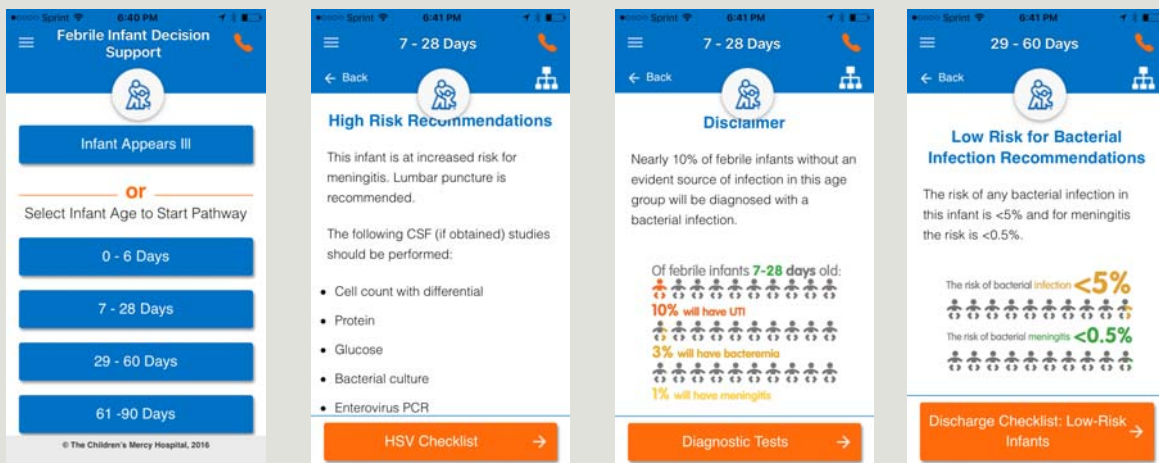 Sprint 6:40 PM
Febrile Infant Decision
Support
Infant Appears Ill
or
Select Infant Age to Start Pathway
0 - 6 Days
7 - 28 Days
29 - 60 Days
61 -90 Days
© The Children's Mercy Hospital, 2016
Sprint 6:41 PM
7 - 28 Days
← Back
High Risk Recommendations
This infant is at increased risk for
meningitis. Lumbar puncture is
recommended.
The following CSF (if obtained) studies
should be performed:
• Cell count with differential
• Protein
• Glucose
• Bacterial culture
• Enterovirus PCR
HSV Checklist →
Sprint 6:41 PM
7 - 28 Days
← Back
Disclaimer
Nearly 10% of febrile infants without an
evident source of infection in this age
group will be diagnosed with a
bacterial infection.
Of febrile infants 7-28 days old:
10% will have UTI
3% will have bacteremia
1% will have meningitis
Diagnostic Tests →
Sprint 6:41 PM
29 - 60 Days
← Back
Low Risk for Bacterial
Infection Recommendations
The risk of any bacterial infection in
this infant is <5% and for meningitis
the risk is <0.5%.
The risk of bacterial infection <5%
The risk of bacterial meningitis <0.5%
Discharge Checklist: Low-Risk
Infants →